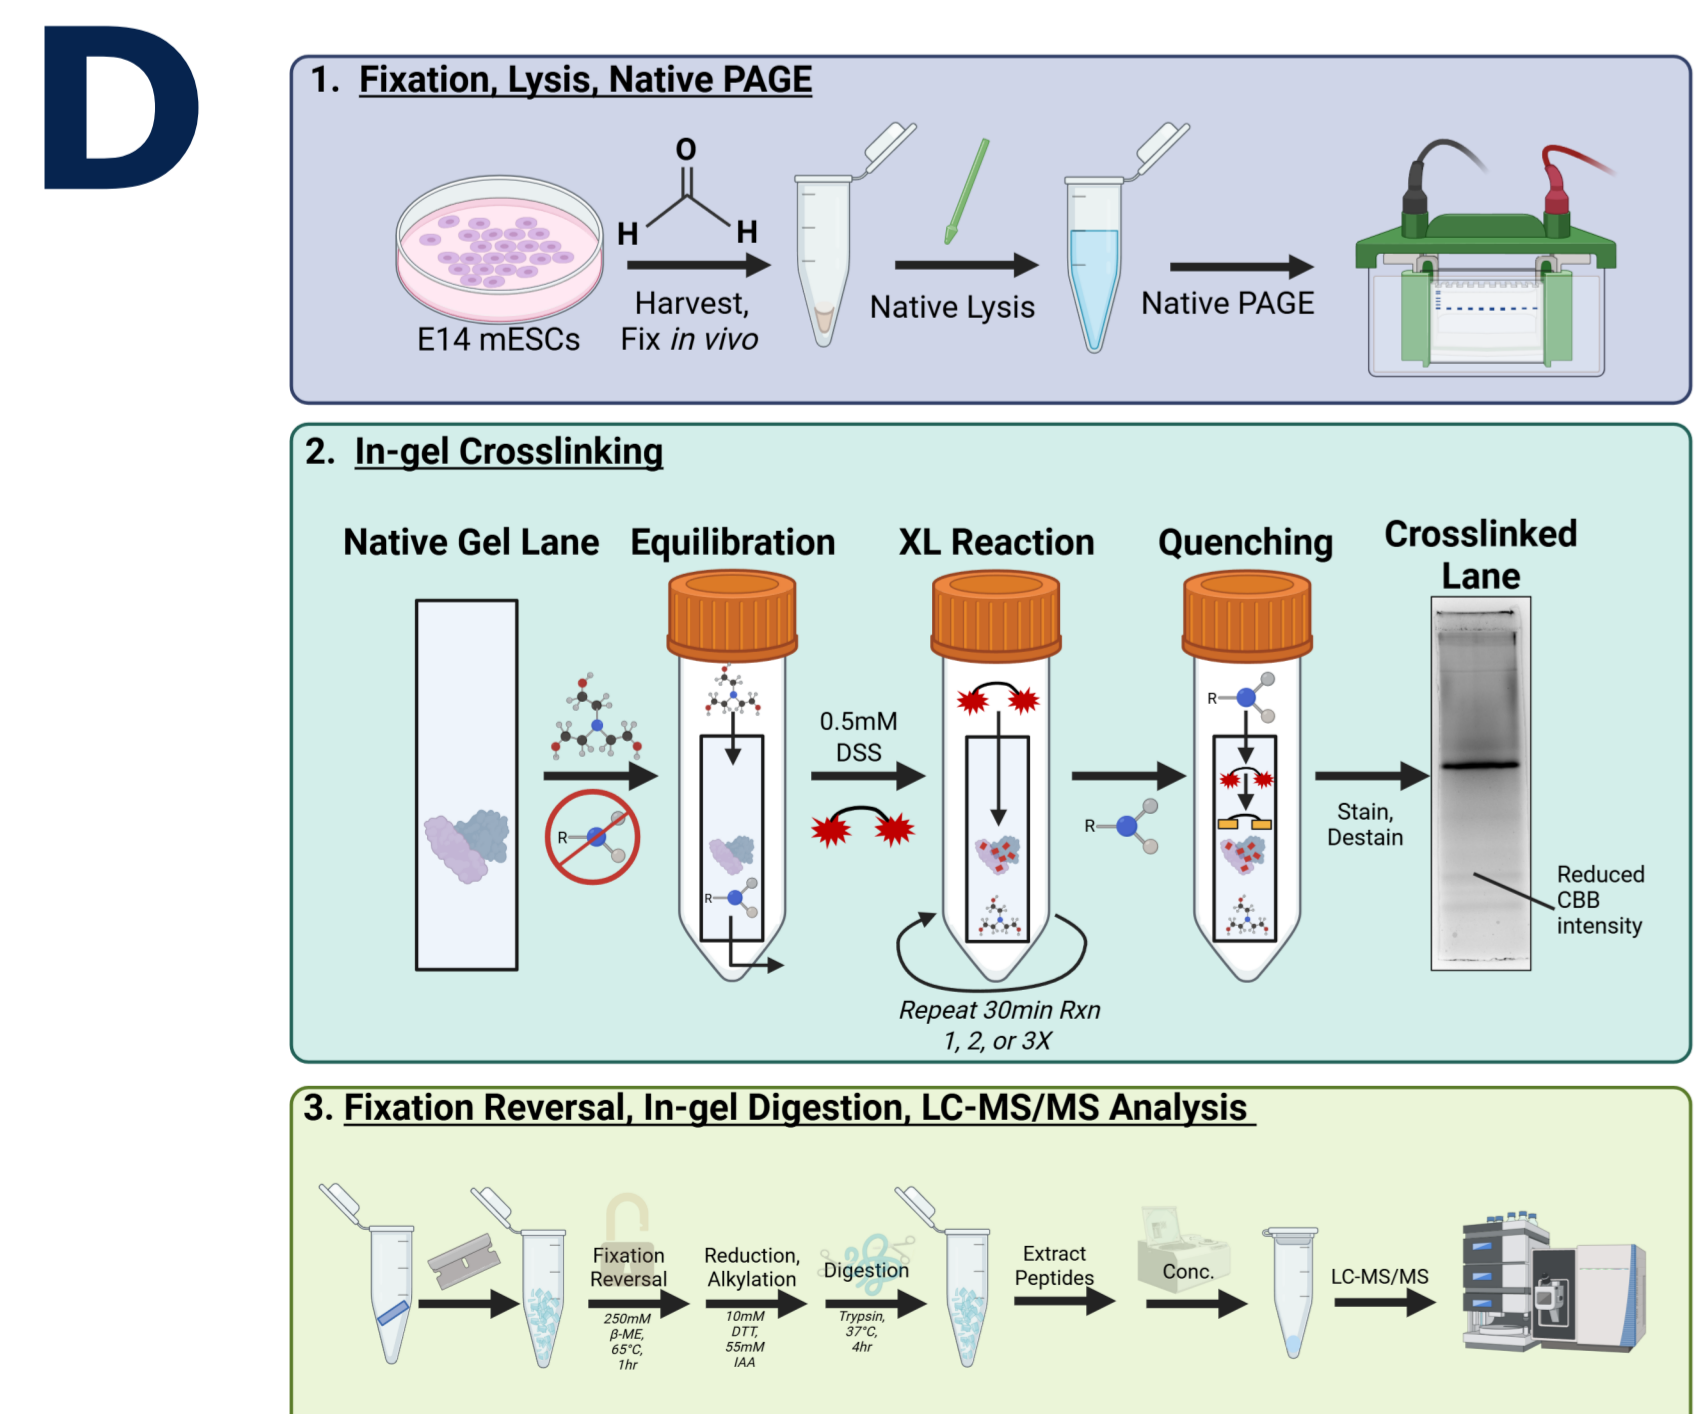 D
1. Fixation, Lysis, Native PAGE
O
H
H
E14 mESCs
Harvest,
Fix in vivo
Native Lysis
Native PAGE
2. In-gel Crosslinking
Native Gel Lane
Equilibration
XL Reaction
Quenching
Crosslinked
Lane
R
R
0.5mM
DSS
R
R
Stain,
Destain
Reduced
CBB
intensity
Repeat 30min Rxn
1, 2, or 3X
3. Fixation Reversal, In-gel Digestion, LC-MS/MS Analysis
Fixation
Reversal
250mM
β-ME,
65°C,
1hr
Reduction,
Alkylation
10mM
DTT,
55mM
IAA
Digestion
Trypsin,
37°C,
4hr
Extract
Peptides
Conc.
LC-MS/MS